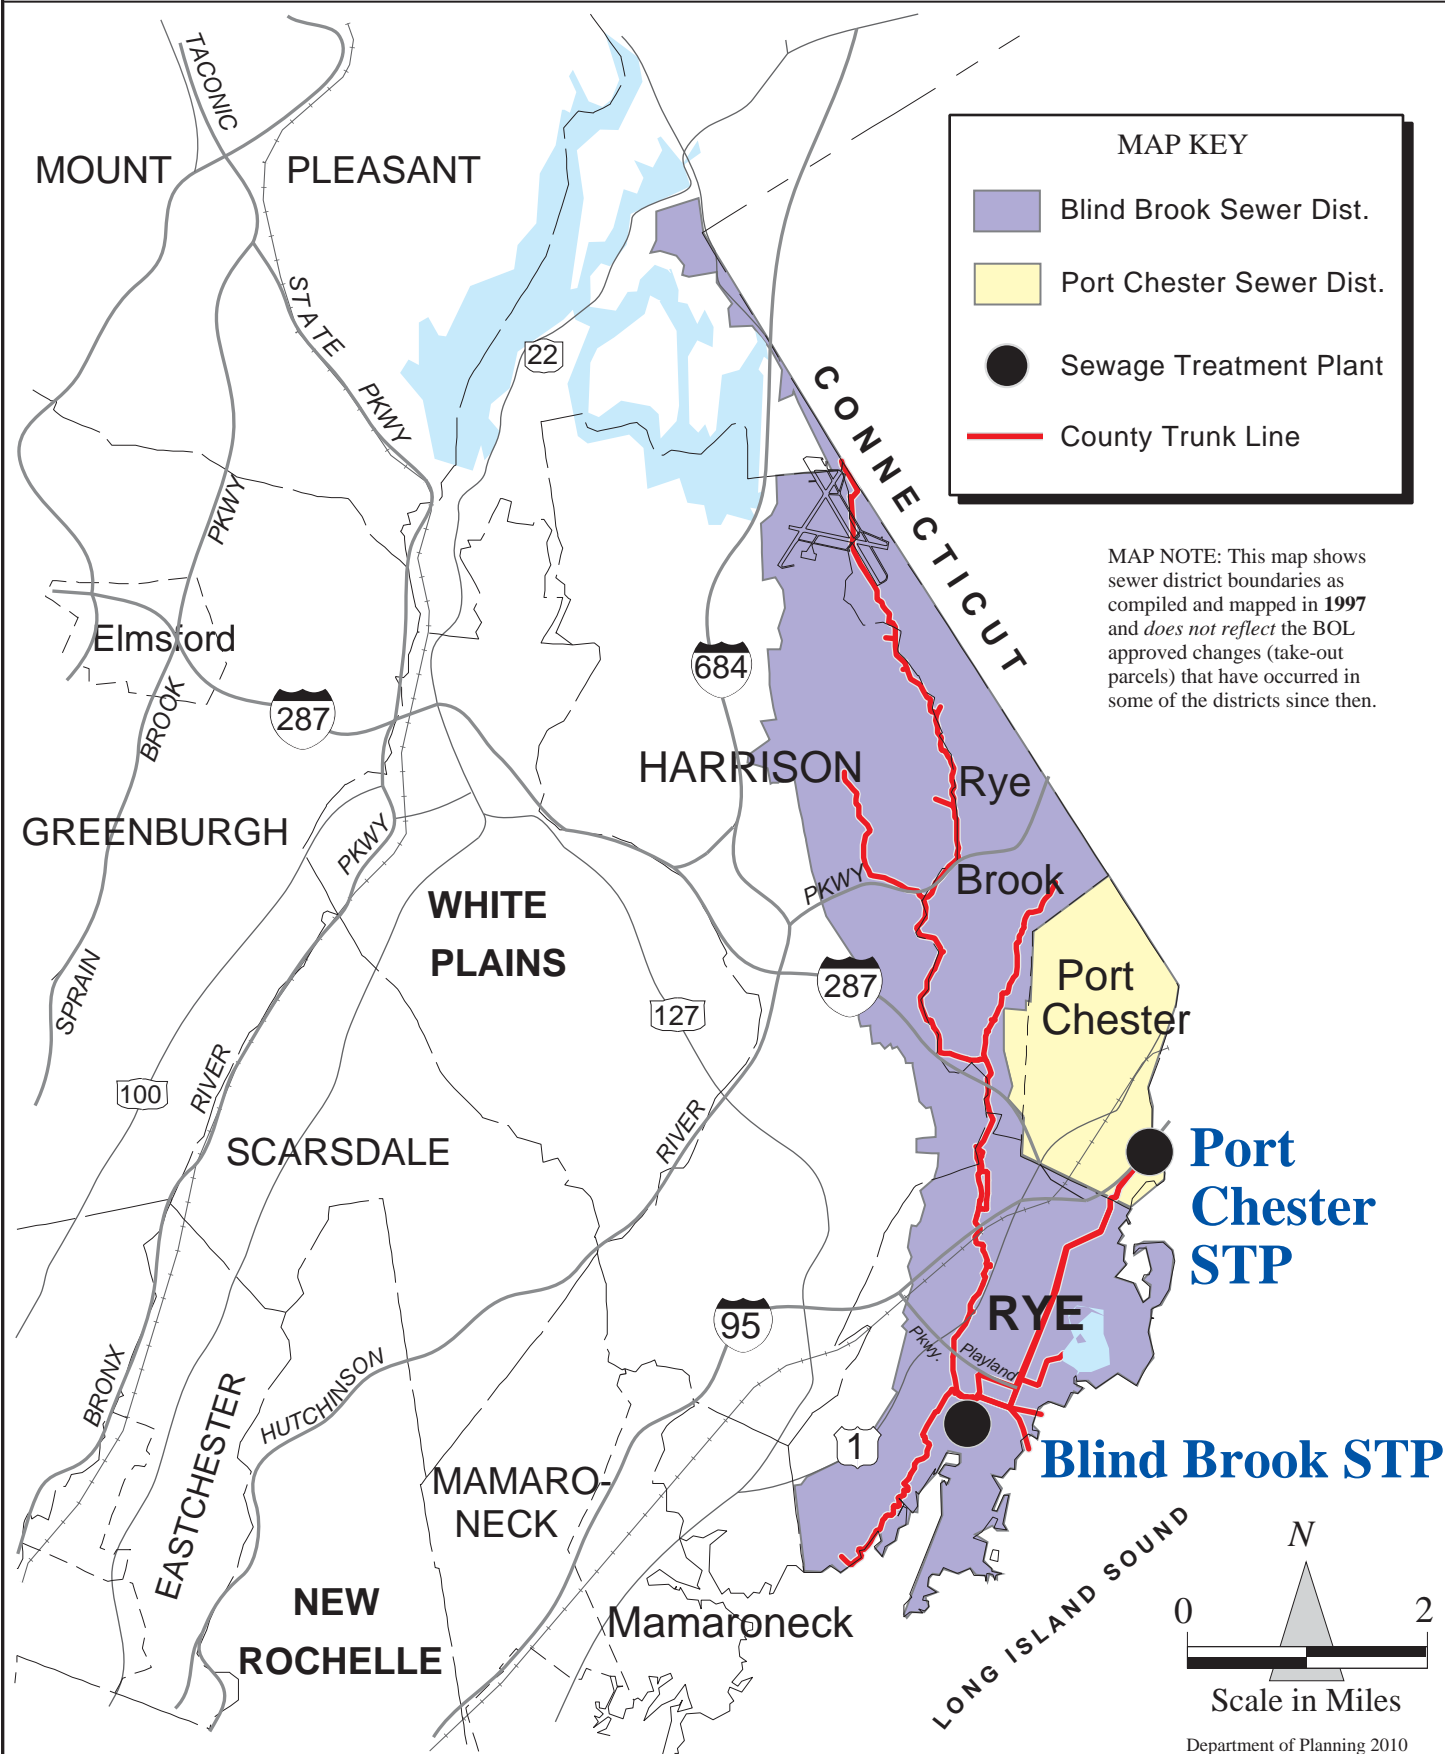 TACONIC
MOUNT PLEASANT
STATE
PKWY
22
MAP KEY
Blind Brook Sewer Dist.
Port Chester Sewer Dist.
Sewage Treatment Plant
County Trunk Line
CONNECTICUT
MAP NOTE: This map shows
sewer district boundaries as
compiled and mapped in 1997
and does not reflect the BOL
approved changes (take-out
parcels) that have occurred in
some of the districts since then.
PKWY
Elmsford
684
287
BROOK
HARRISON
Rye
Brook
GREENBURGH
PKWY
PKWY
WHITE
PLAINS
SPRAIN
287
127
Port
Chester
100
RIVER
RIVER
SCARSDALE
Port
Chester
STP
95
RYE
Pkwy.
Playland
BRONX
HUTCHINSON
EASTCHESTER
1
Blind Brook STP
MAMARO-
NECK
NEW
ROCHELLE
Mamaroneck
LONG ISLAND SOUND
N
0 2
Scale in Miles
Department of Planning 2010